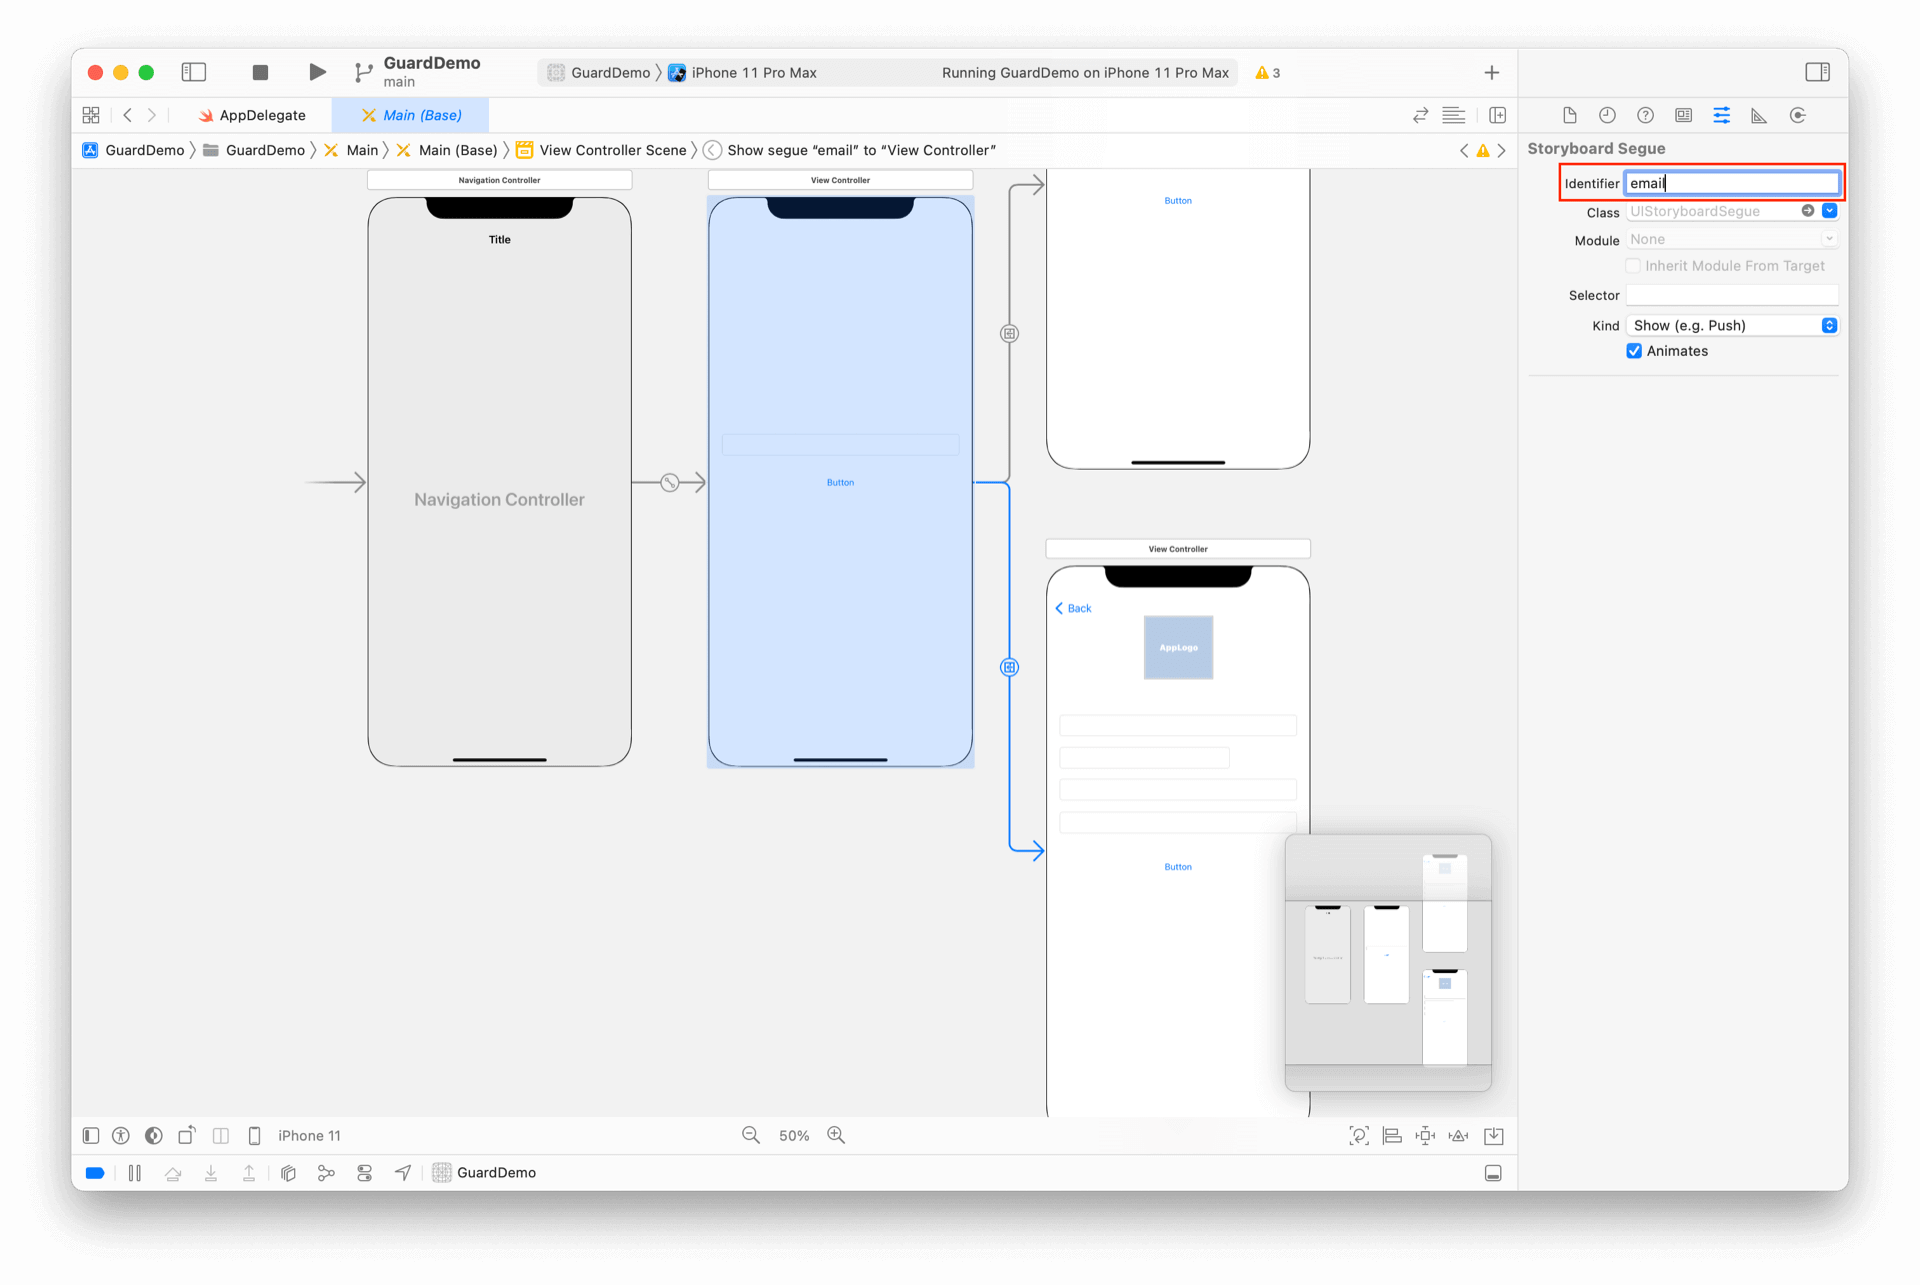 GuardDemo
main
GuardDemo iPhone 11 Pro Max Running GuardDemo on iPhone 11 Pro Max 3
AppDelegate Main (Base)
GuardDemo GuardDemo Main Main (Base) View Controller Scene Show segue “email” to “View Controller”
Storyboard Segue
Identifier email
Class UIStoryboardSegue
Module None
Inherit Module From Target
Selector
Kind Show (e.g. Push)
Animates
Navigation Controller
Title
Navigation Controller
View Controller
Button
Button
View Controller
Back
AppLogo
Button
iPhone 11 50%
GuardDemo